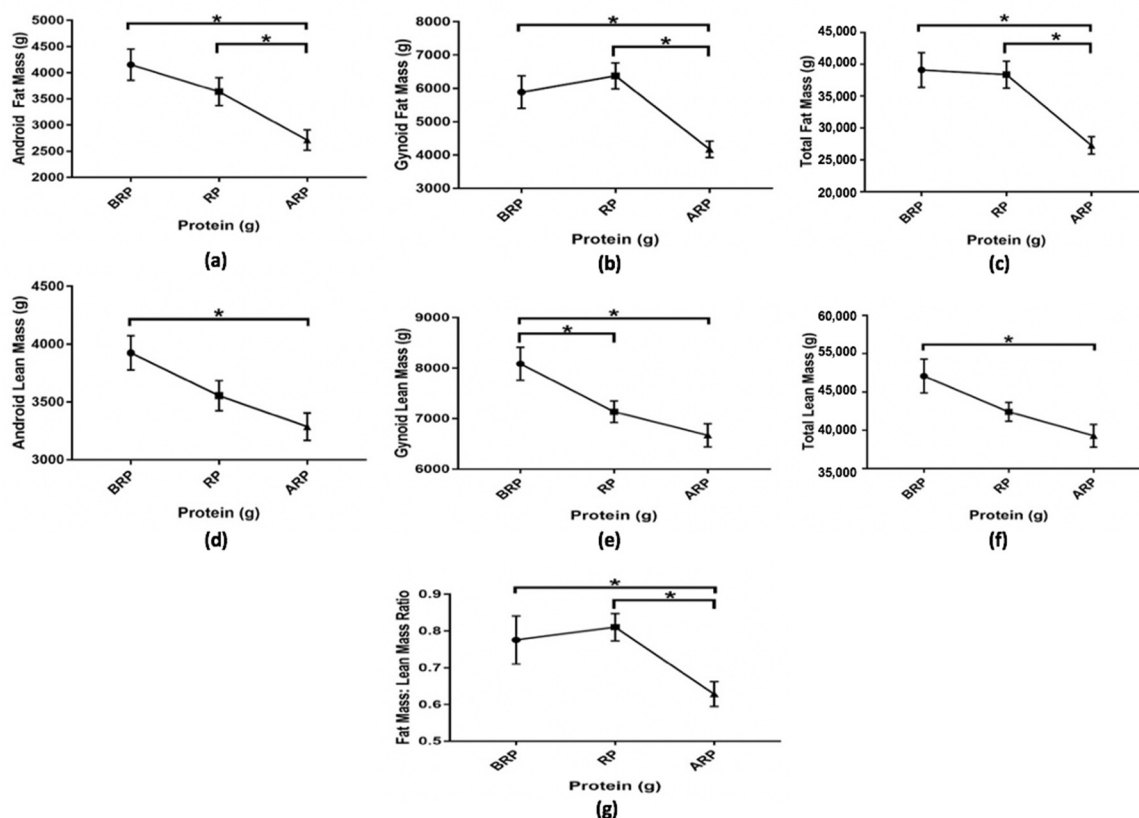 *
*
5000
4500
4000
3500
3000
2500
2000
Android Fat Mass (g)
BRP
RP
ARP
Protein (g)
(a)
*
*
8000
7000
6000
5000
4000
3000
Gynoid Fat Mass (g)
BRP
RP
ARP
Protein (g)
(b)
*
*
45,000
40,000
35,000
30,000
25,000
20,000
Total Fat Mass (g)
BRP
RP
ARP
Protein (g)
(c)
*
4500
4000
3500
3000
Android Lean Mass (g)
BRP
RP
ARP
Protein (g)
(d)
*
*
9000
8000
7000
6000
Gynoid Lean Mass (g)
BRP
RP
ARP
Protein (g)
(e)
*
60,000
55,000
45,000
40,000
35,000
Total Lean Mass (g)
BRP
RP
ARP
Protein (g)
(f)
*
*
0.9
0.8
0.7
0.6
0.5
Fat Mass: Lean Mass Ratio
BRP
RP
ARP
Protein (g)
(g)